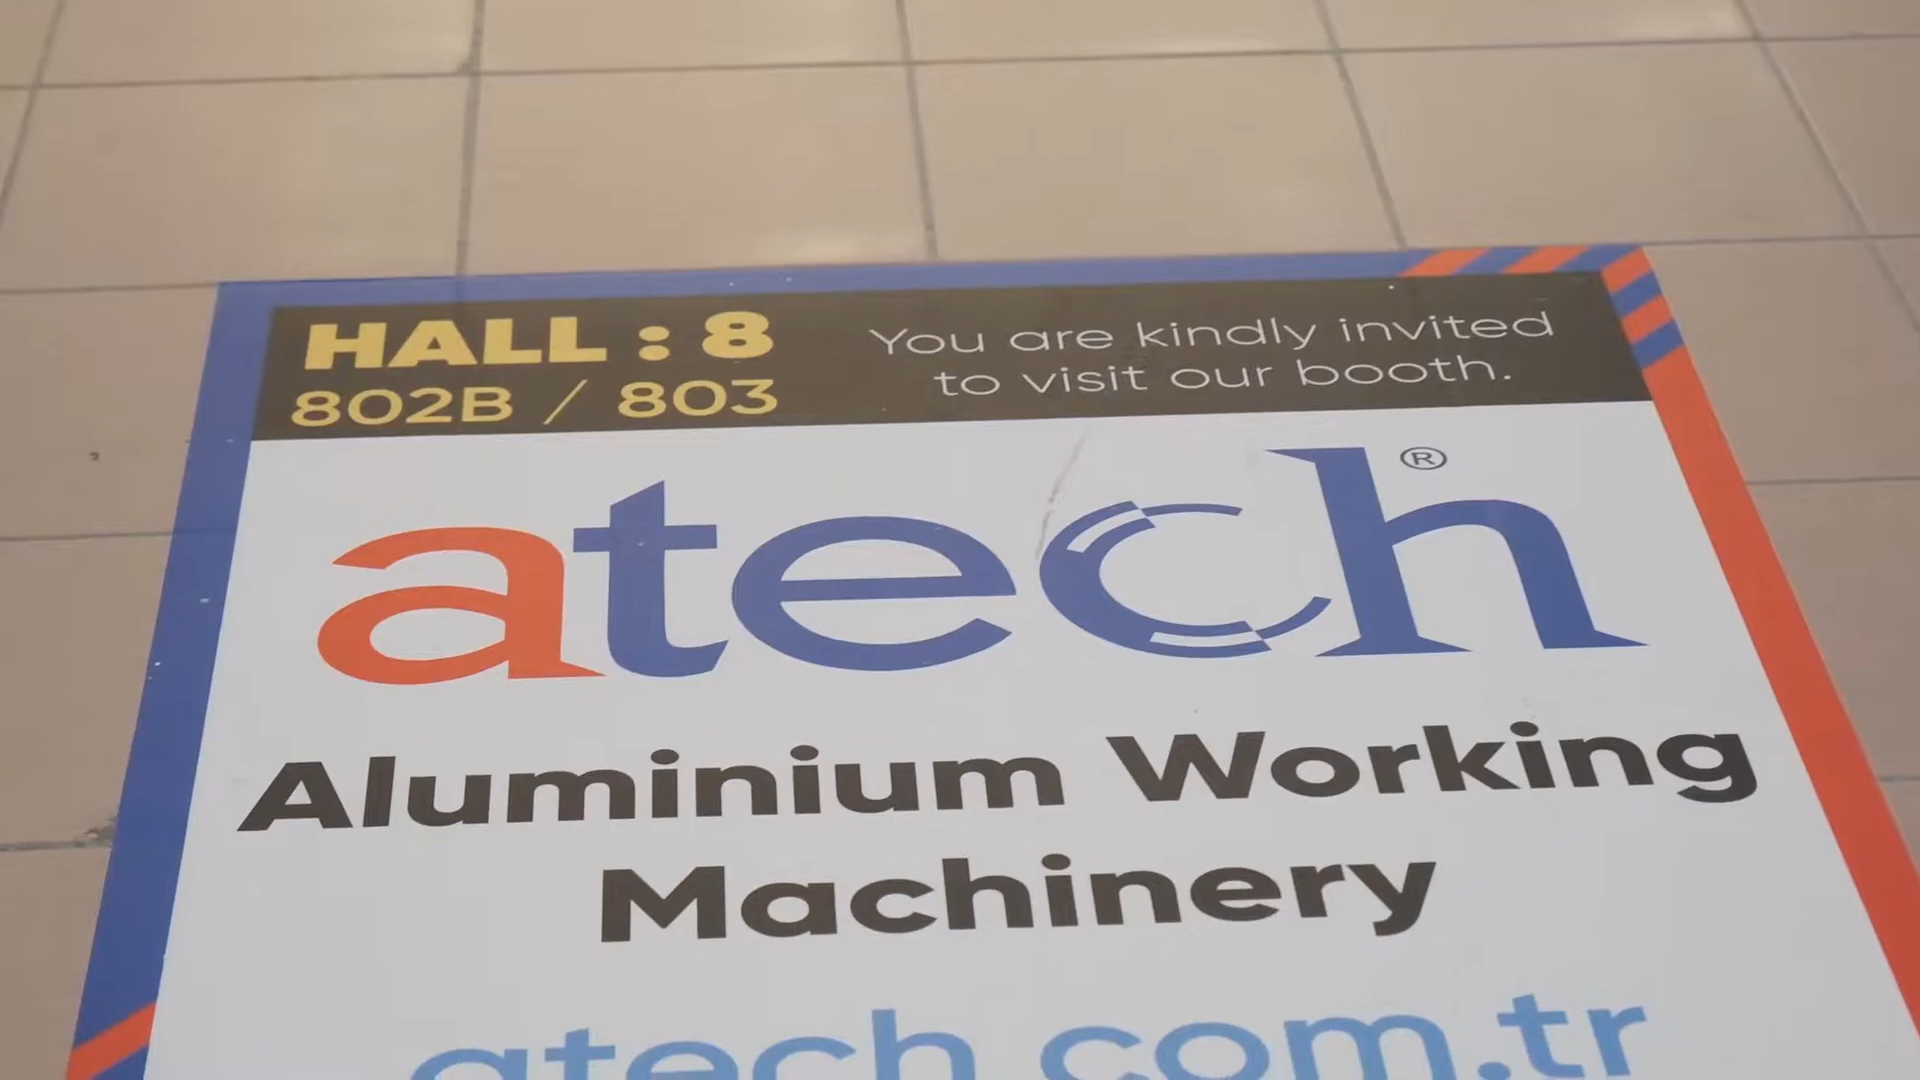 HALL : 8
802B / 803
You are kindly invited
to visit our booth.
atech®
Aluminium Working
Machinery
atech.com.tr